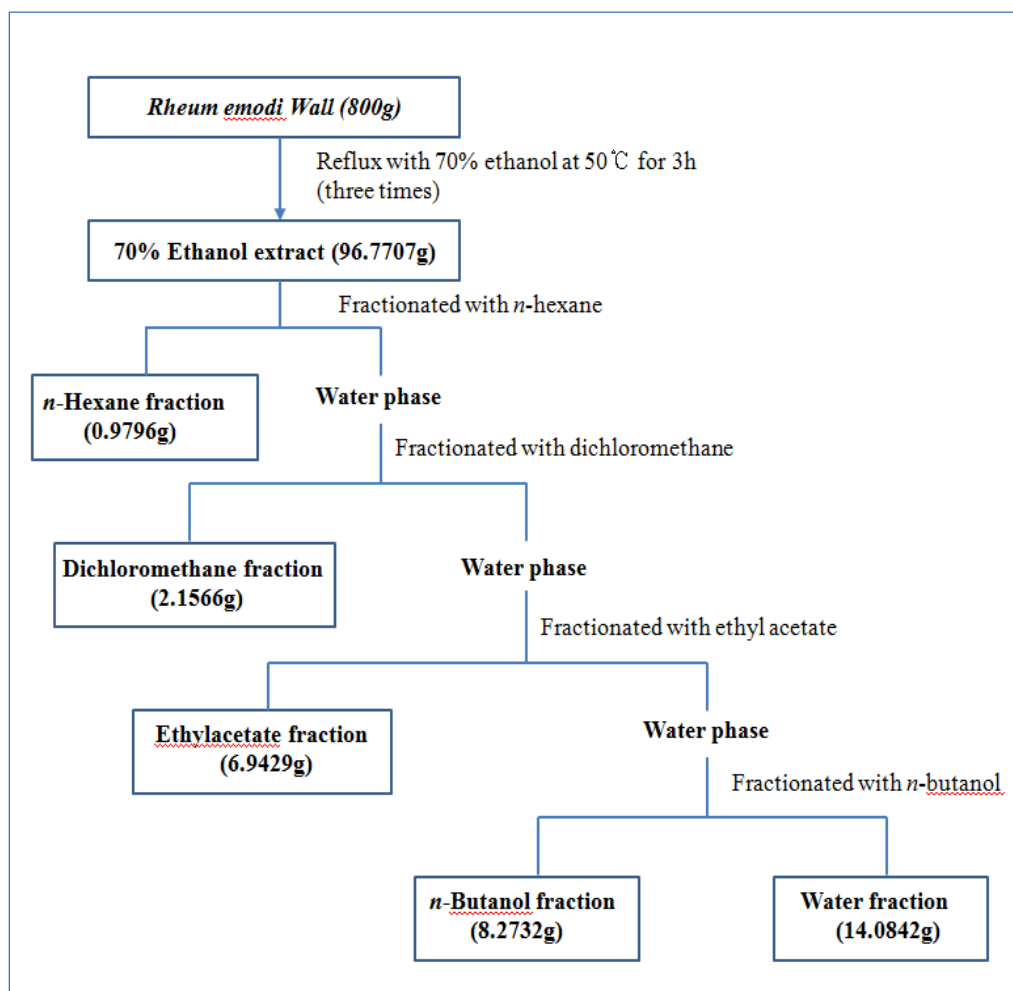 Rheum emodi Wall (800g)
Reflux with 70% ethanol at 50℃ for 3h
(three times)
70% Ethanol extract (96.7707g)
Fractionated with n-hexane
n-Hexane fraction
(0.9796g)
Water phase
Fractionated with dichloromethane
Dichloromethane fraction
(2.1566g)
Water phase
Fractionated with ethyl acetate
Ethylacetate fraction
(6.9429g)
Water phase
Fractionated with n-butanol
n-Butanol fraction
(8.2732g)
Water fraction
(14.0842g)